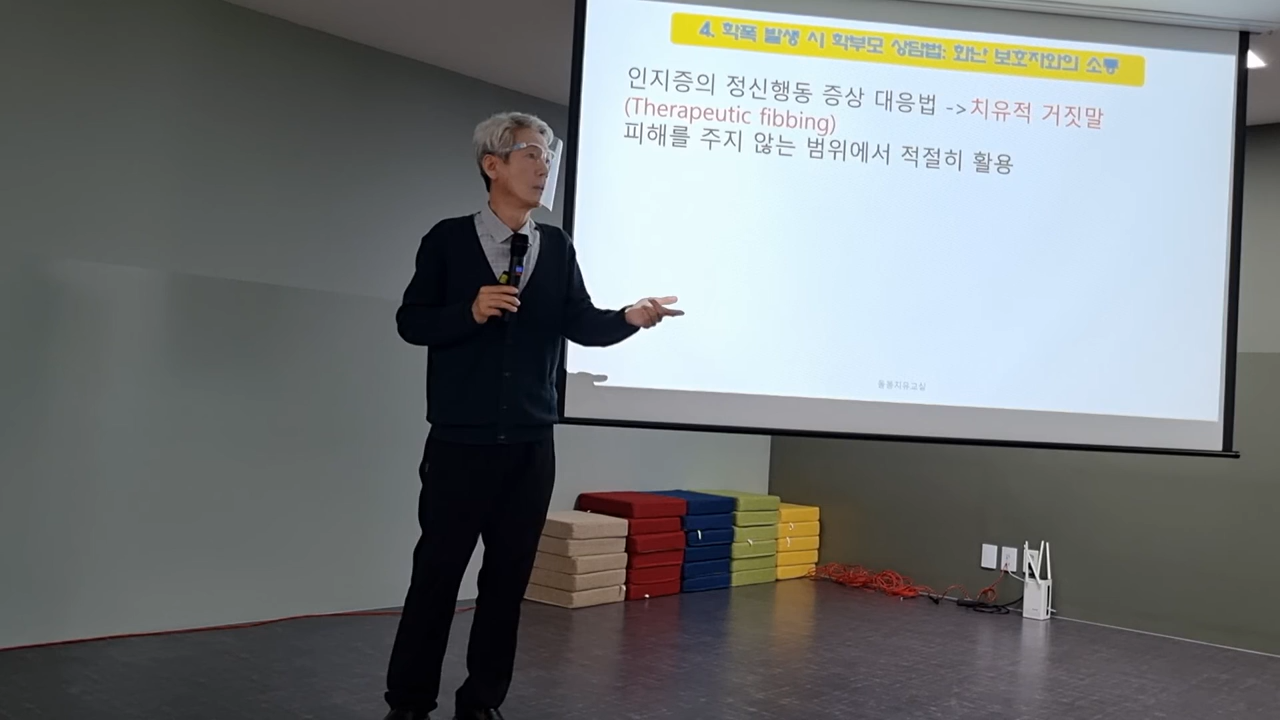 4. 학폭 발생 시 학부모 상담법: 화난 보호자와의 소통
인지증의 정신행동 증상 대응법 ->치유적 거짓말
(Therapeutic fibbing)
피해를 주지 않는 범위에서 적절히 활용